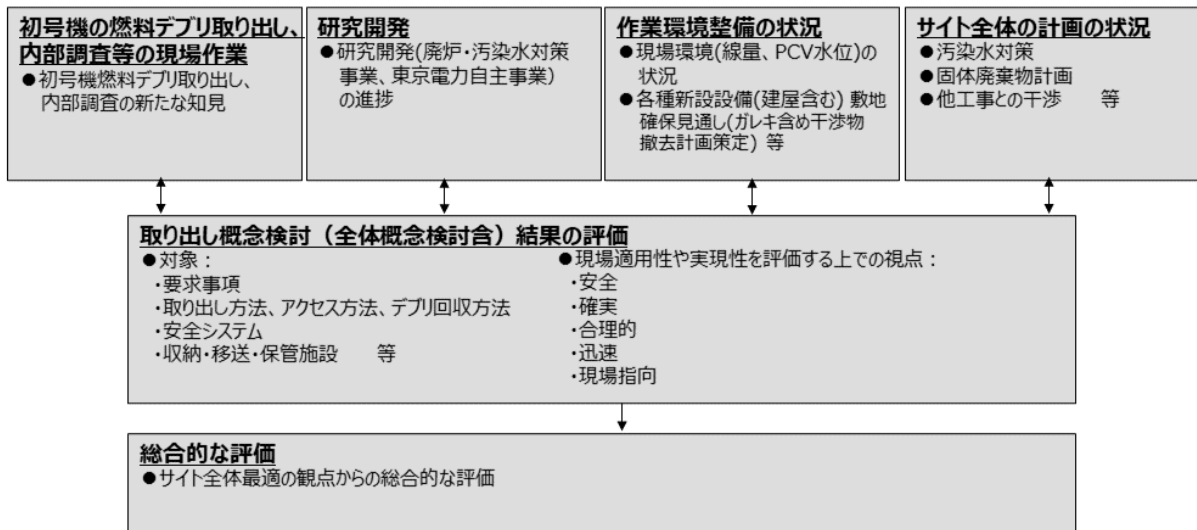 初号機の燃料デブリ取り出し、
内部調査等の現場作業
●初号機燃料デブリ取り出し、
内部調査の新たな知見
研究開発
●研究開発(廃炉・汚染水対策
事業、東京電力自主事業）
の進捗
作業環境整備の状況
●現場環境(線量、PCV水位)の
状況
●各種新設設備(建屋含む) 敷地
確保見通し(ガレキ含め干渉物
撤去計画策定) 等
サイト全体の計画の状況
●汚染水対策
●固体廃棄物計画
●他工事との干渉　　等
取り出し概念検討（全体概念検討含）結果の評価
●対象：
・要求事項
・取り出し方法、アクセス方法、デブリ回収方法
・安全システム
・収納・移送・保管施設　　等
●現場適用性や実現性を評価する上での視点：
・安全
・確実
・合理的
・迅速
・現場指向
総合的な評価
●サイト全体最適の観点からの総合的な評価